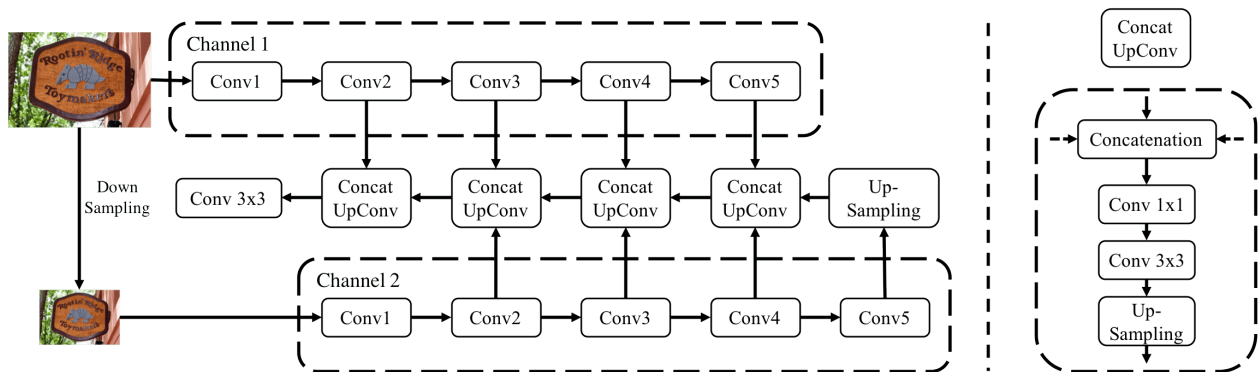 Rootin' Ridge
Toymakers
Channel 1
Conv1
Conv2
Conv3
Conv4
Conv5
Down
Sampling
Conv 3x3
Concat
UpConv
Concat
UpConv
Concat
UpConv
Concat
UpConv
Up-
Sampling
Rootin' Ridge
Toymakers
Channel 2
Conv1
Conv2
Conv3
Conv4
Conv5
Concat
UpConv
Concatenation
Conv 1x1
Conv 3x3
Up-
Sampling